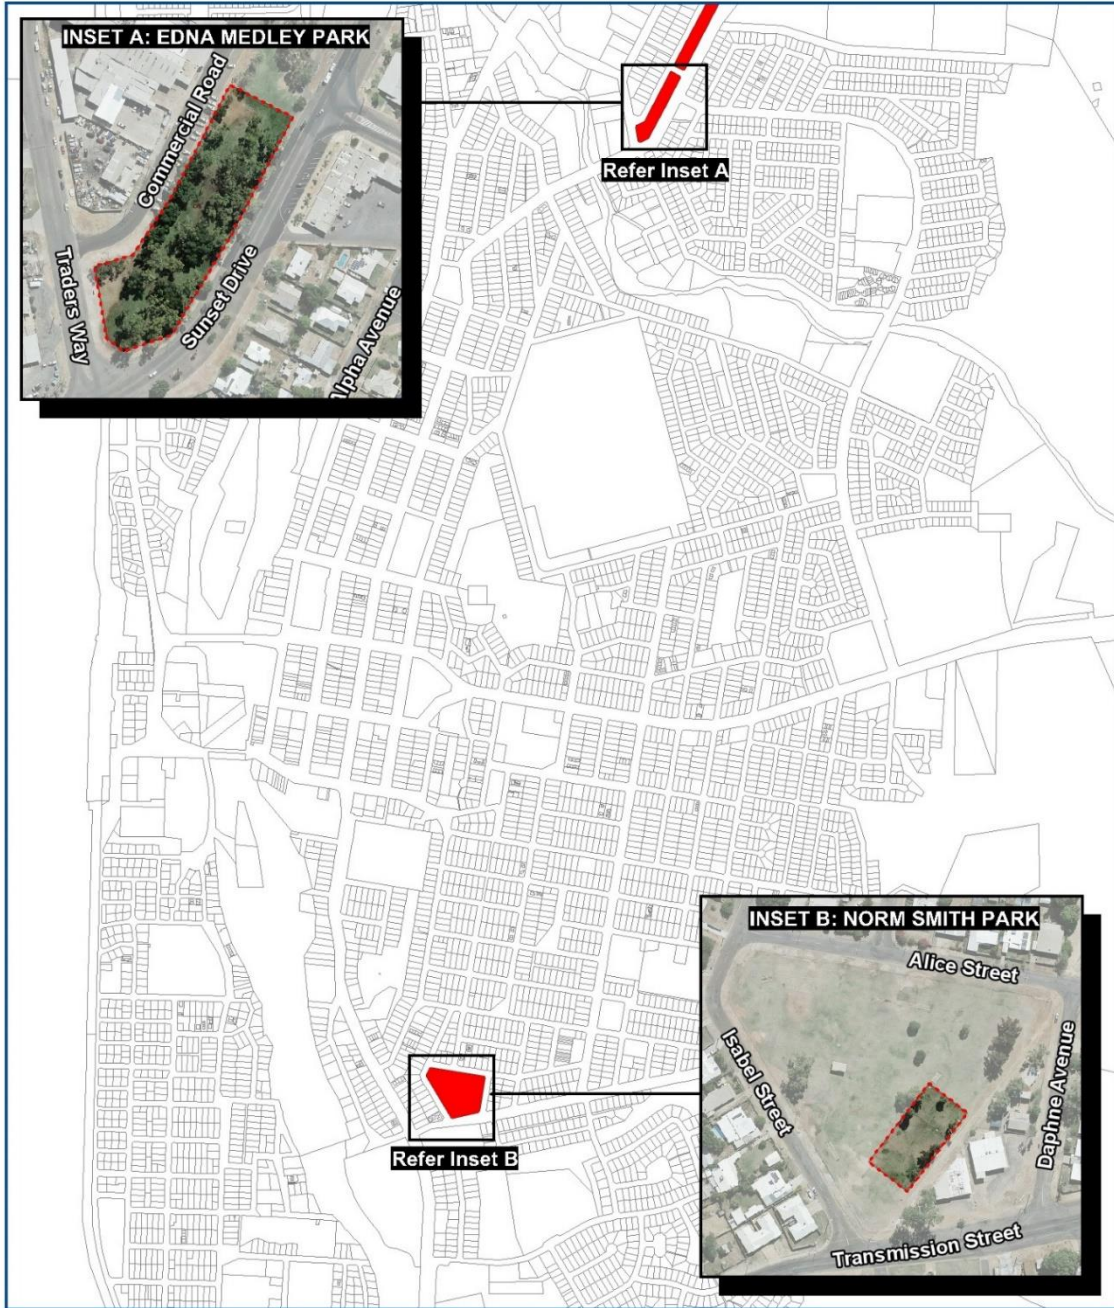 INSET A: EDNA MEDLEY PARK
Commercial Road
Traders Way
Sunset Drive
Alpha Avenue
Refer Inset A
INSET B: NORM SMITH PARK
Alice Street
Isabel Street
Daphne Avenue
Transmission Street
Refer Inset B